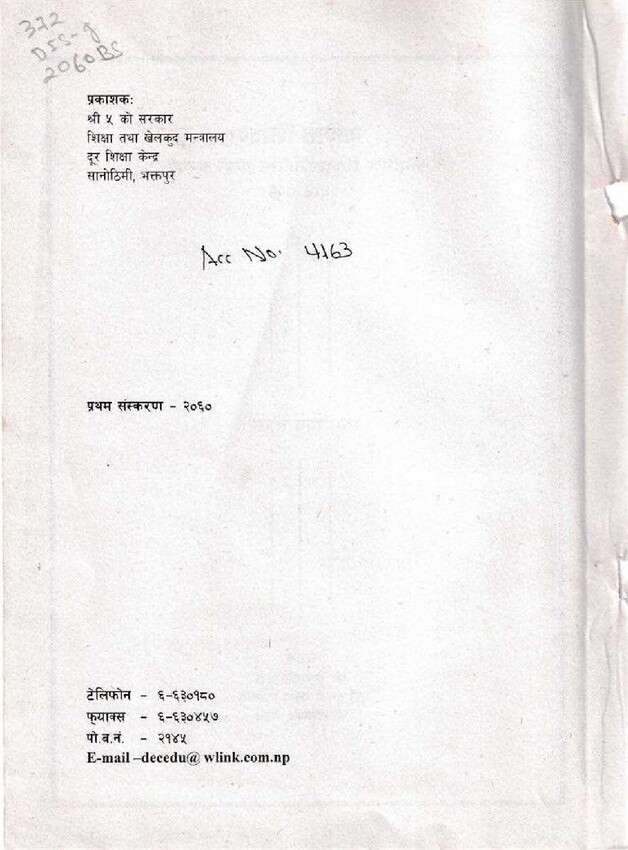 372
DIS-g
2060BS
प्रकाशक:
श्री ५ को सरकार
शिक्षा तथा खेलकुद मन्त्रालय
दूर शिक्षा केन्द्र
सानोठिमी, भक्तपुर
Acc No. 4163
प्रथम संस्करण - २०६०
टेलिफोन - ६-६३०१८०
फ्याक्स - ६-६३०४५७
पो.व.नं. - २१४५
E-mail –decedu@ wlink.com.np